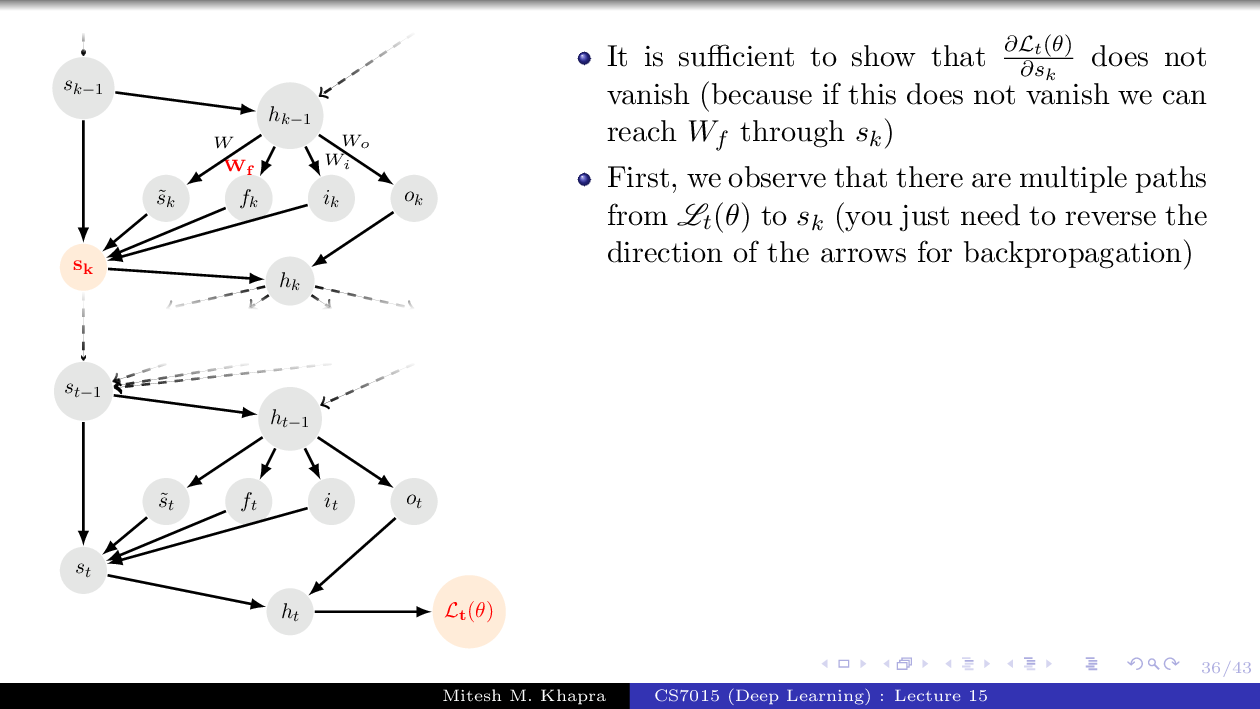 s_{k−1}
h_{k−1}
W
W_o
W_f
W_i
s̃_k
f_k
i_k
o_k
s_k
h_k
s_{t−1}
h_{t−1}
s̃_t
f_t
i_t
o_t
s_t
h_t
ℒ_t(θ)
It is sufficient to show that ∂ℒ_t(θ)/∂s_k does not
vanish (because if this does not vanish we can
reach W_f through s_k)
First, we observe that there are multiple paths
from ℒ_t(θ) to s_k (you just need to reverse the
direction of the arrows for backpropagation)
36/43
Mitesh M. Khapra
CS7015 (Deep Learning) : Lecture 15